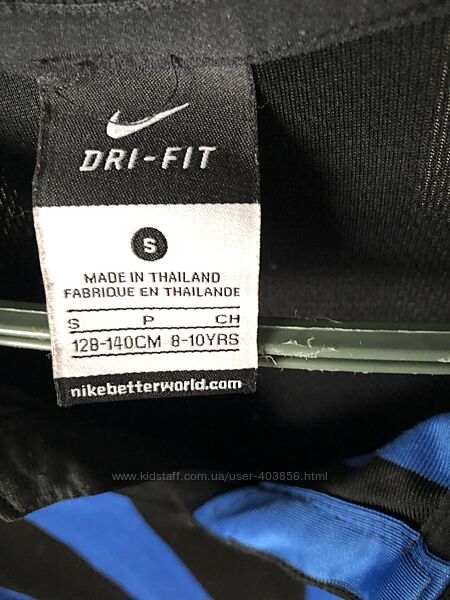 DRI-FIT
S
MADE IN THAILAND
FABRIQUE EN THAILANDE
S P CH
128-140CM 8-10YRS
nikebetterworld.com
www.kidstaff.com.ua/user-403856.html